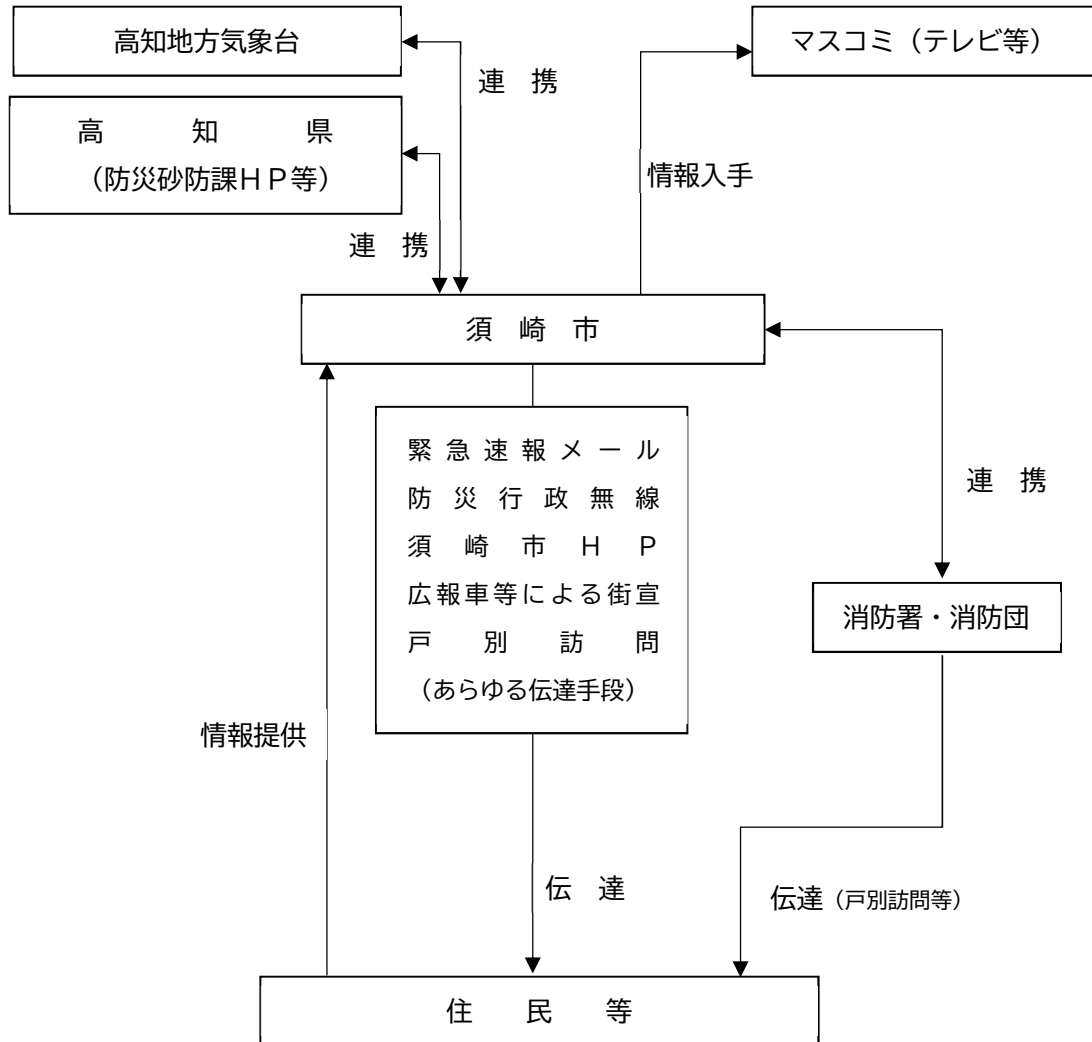 高知地方気象台
マスコミ（テレビ等）
連　携
高　知　県
（防災砂防課ＨＰ等）
情報入手
連　携
須　崎　市
緊急速報メール
防災行政無線
須崎市ＨＰ
広報車等による街宣
戸別訪問
（あらゆる伝達手段）
連　携
消防署・消防団
情報提供
伝　達
伝達（戸別訪問等）
住　民　等